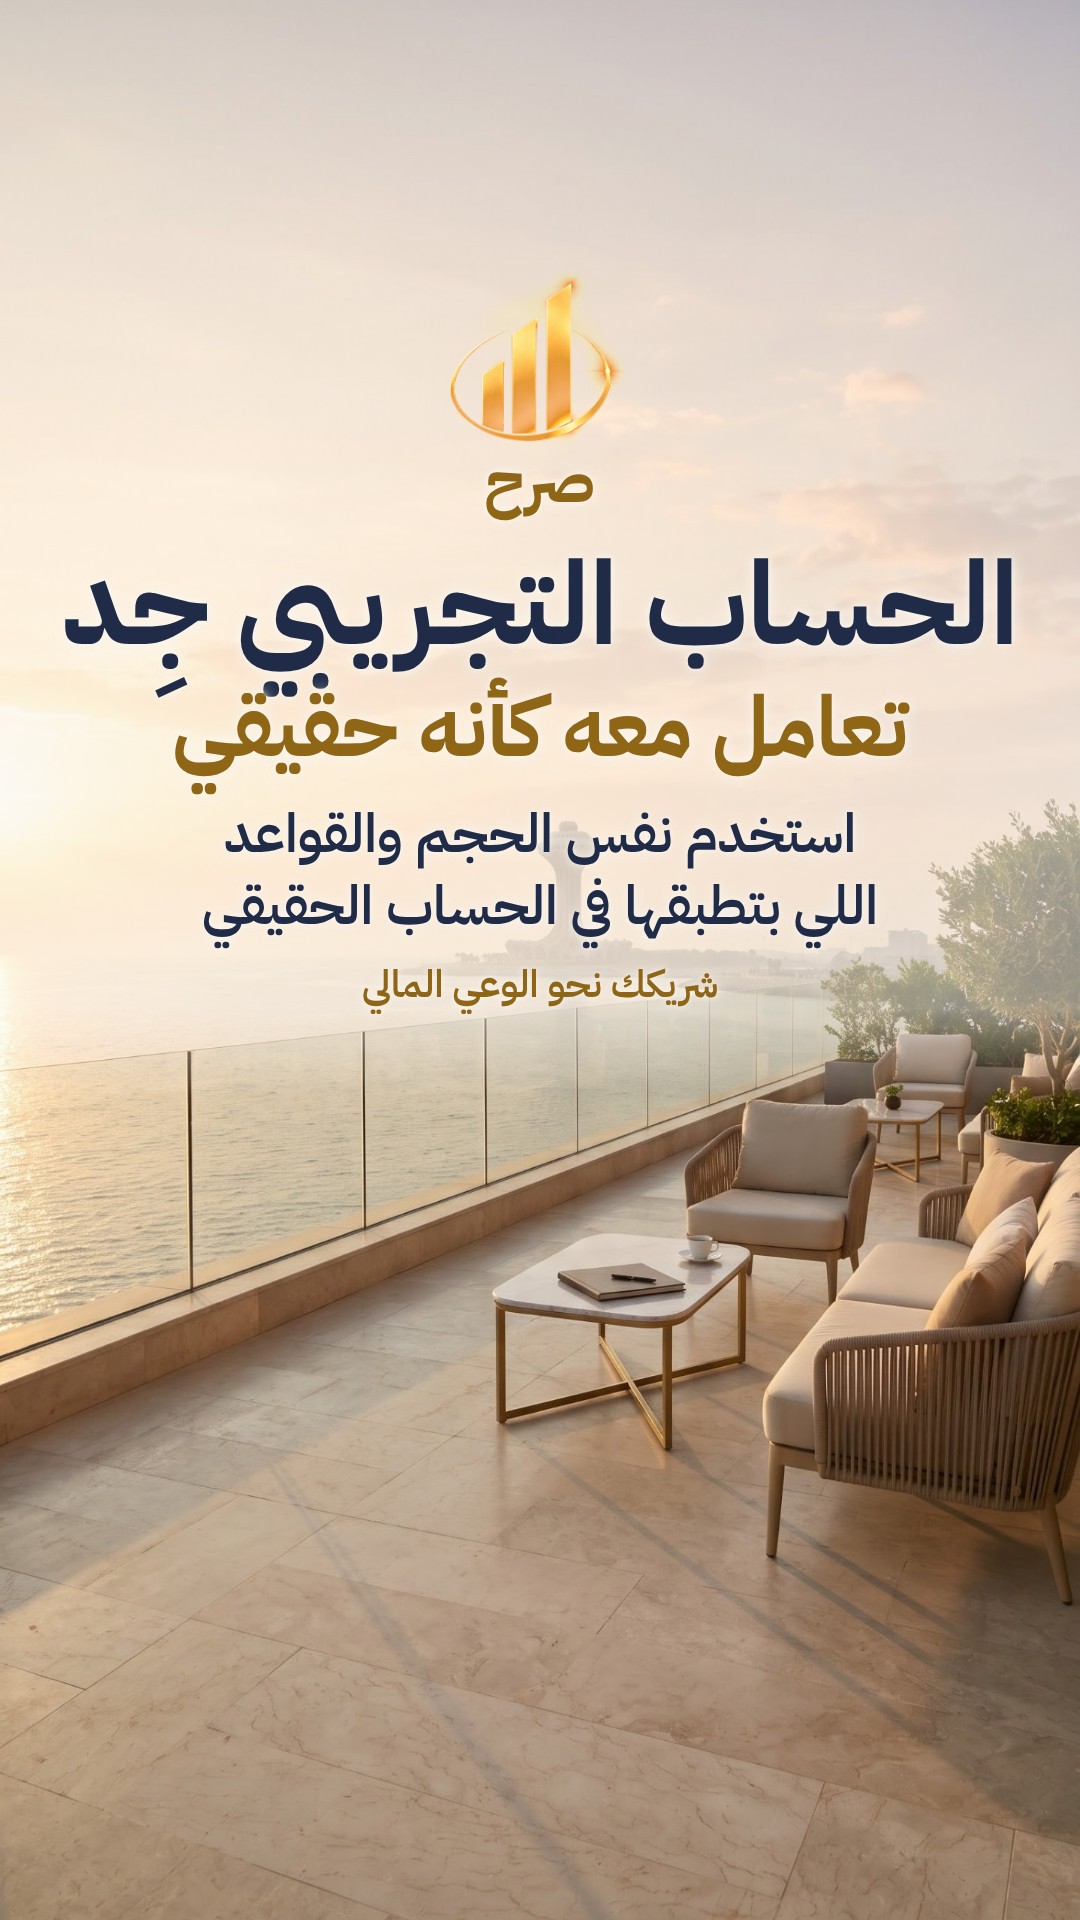 صرح
الحساب التجريبي جِد
تعامل معه كأنه حقيقي
استخدم نفس الحجم والقواعد
اللي بتطبقها في الحساب الحقيقي
شريكك نحو الوعي المالي